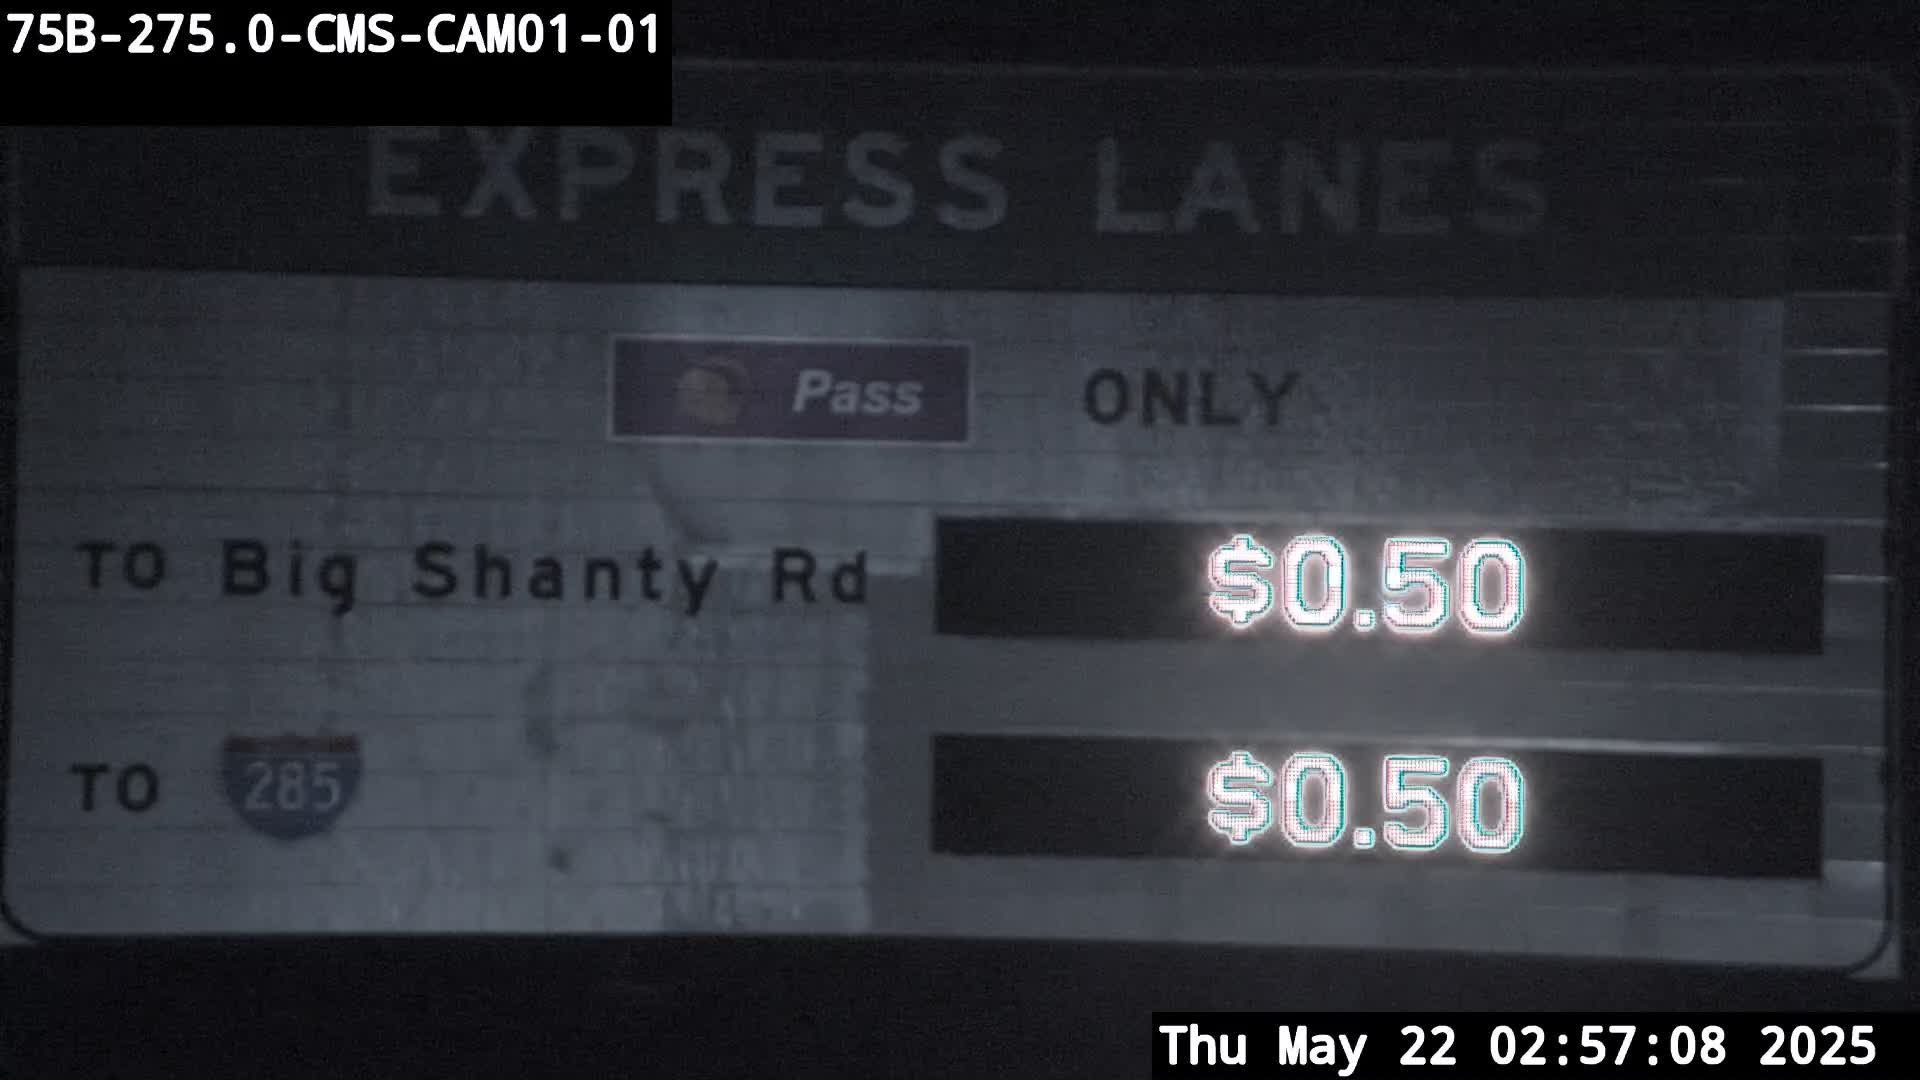 75B-275.0-CMS-CAM01-01
EXPRESS LANES
Pass ONLY
TO Big Shanty Rd $0.50
TO 285 $0.50
Thu May 22 02:57:08 2025